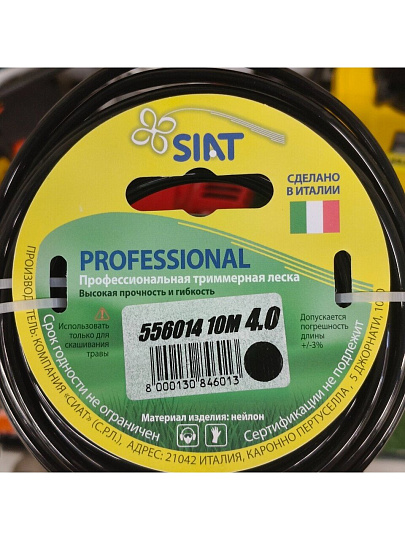 SIAT
СДЕЛАНО
В ИТАЛИИ
PROFESSIONAL
Профессиональная триммерная леска
Высокая прочность и гибкость
Использовать
только для
скашивания
травы
556014 10М 4.0
8 000130 846013
Допускается
погрешность
длины
+/-3%
Материал изделия: нейлон
Срок годности не ограничен
Сертификации не подлежит
ПРОИЗВОДИТЕЛЬ: КОМПАНИЯ «СИАТ» (С.Р.Л.), АДРЕС: 21042 ИТАЛИЯ, КАРОННО ПЕРТУСЕЛЛА, 5 ДЖОРНАТИ,